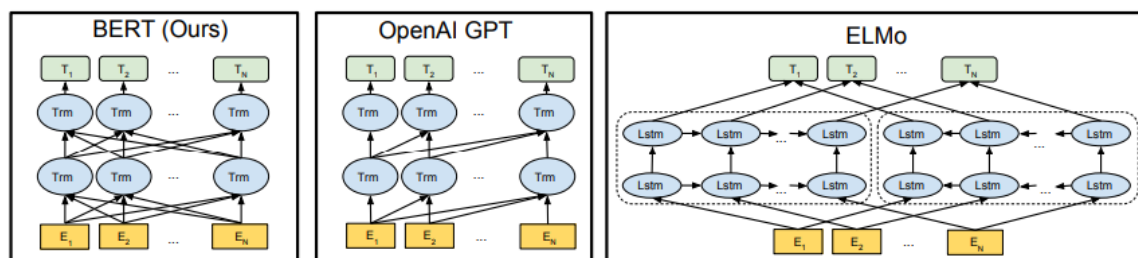 BERT (Ours)
T1 T2 ... TN
Trm Trm ... Trm
Trm Trm ... Trm
E1 E2 ... EN
OpenAI GPT
T1 T2 ... TN
Trm Trm ... Trm
Trm Trm ... Trm
E1 E2 ... EN
ELMo
T1 T2 ... TN
Lstm Lstm ... Lstm Lstm Lstm ... Lstm
Lstm Lstm ... Lstm Lstm Lstm ... Lstm
E1 E2 ... EN